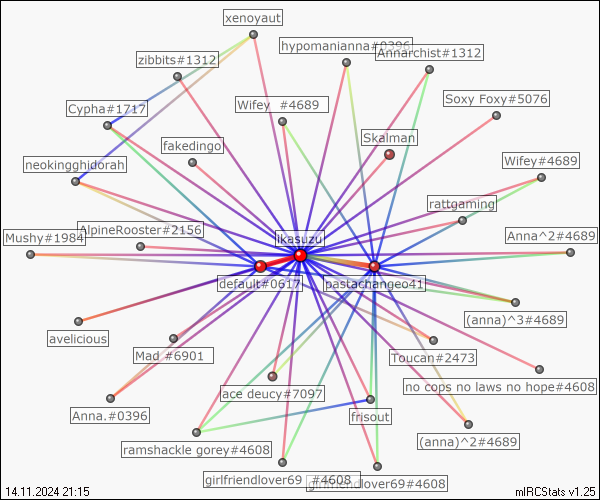 xenoyaut
hypomanianna#0396
Annarchist#1312
zibbits#1312
Soxy Foxy#5076
Wifey_#4689
Cypha#1717
Skalman
fakedingo
Wifey#4689
neokingghidorah
rattgaming
AlpineRooster#2156
Mushy#1984
ikasuzu
Anna^2#4689
default#0617
pastachangeo41
(anna)^3#4689
avelicious
Mad.#6901
Toucan#2473
no cops no laws no hope#4608
ace deucy#7097
Anna.#0396
frisout
(anna)^2#4689
ramshackle gorey#4608
girlfriendlover69_#4608
girlfriendlover69#4608
14.11.2024 21:15
mIRCStats v1.25